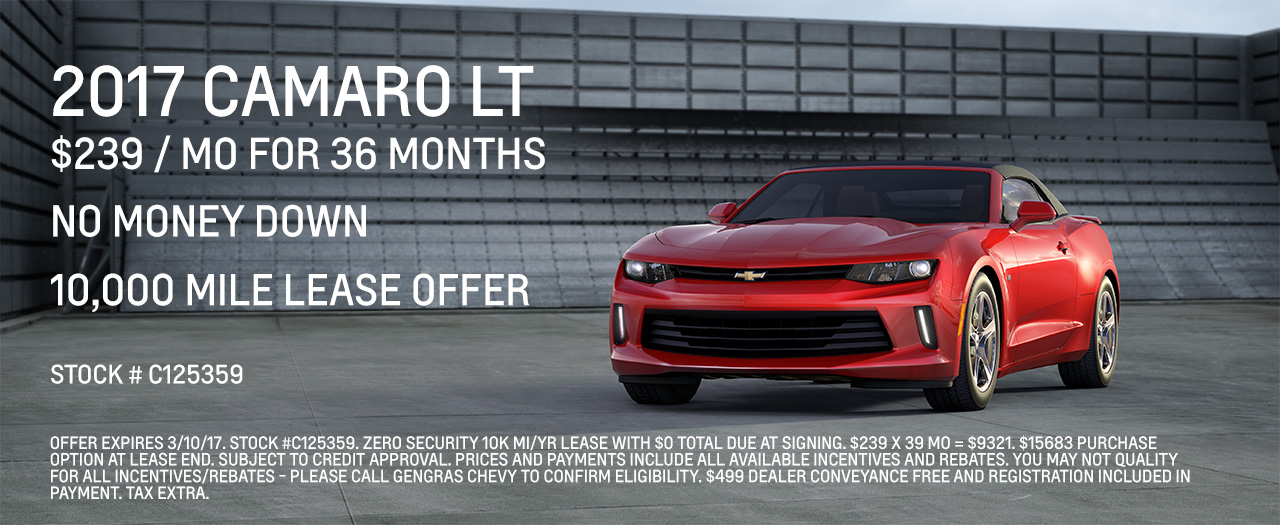 2017 CAMARO LT
$239 / MO FOR 36 MONTHS
NO MONEY DOWN
10,000 MILE LEASE OFFER
STOCK # C125359
OFFER EXPIRES 3/10/17. STOCK #C125359. ZERO SECURITY 10K MI/YR LEASE WITH $0 TOTAL DUE AT SIGNING. $239 X 39 MO = $9321. $15683 PURCHASE
OPTION AT LEASE END. SUBJECT TO CREDIT APPROVAL. PRICES AND PAYMENTS INCLUDE ALL AVAILABLE INCENTIVES AND REBATES. YOU MAY NOT QUALITY
FOR ALL INCENTIVES/REBATES - PLEASE CALL GENGRAS CHEVY TO CONFIRM ELIGIBILITY. $499 DEALER CONVEYANCE FREE AND REGISTRATION INCLUDED IN
PAYMENT. TAX EXTRA.